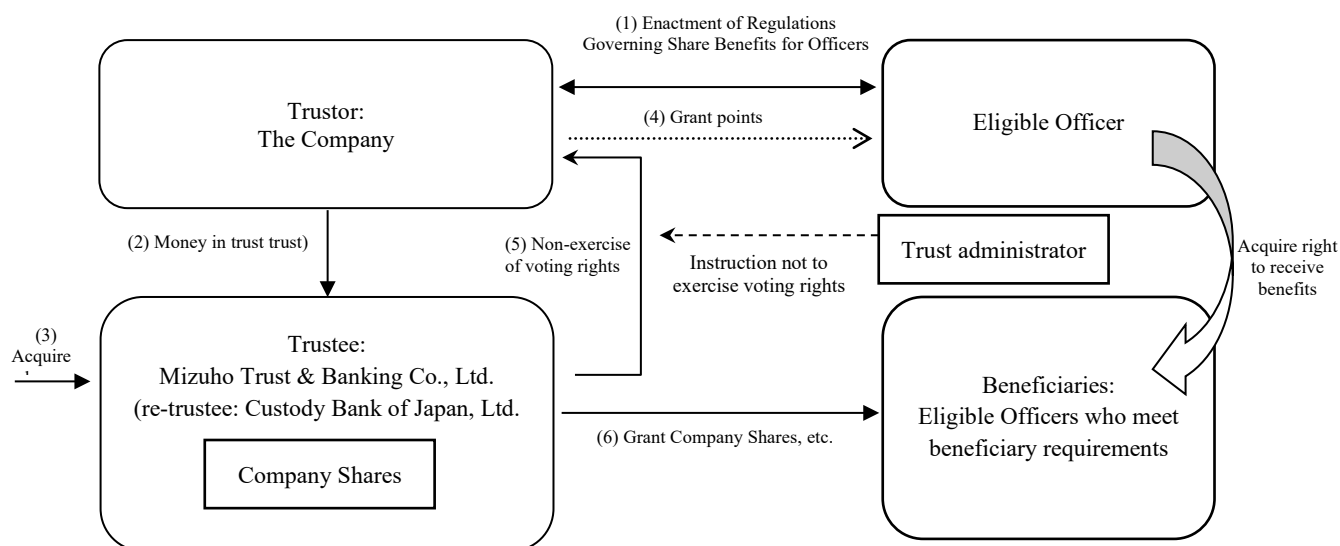 (1) Enactment of Regulations
Governing Share Benefits for Officers
Trustor:
The Company
(4) Grant points
Eligible Officer
(2) Money in trust trust)
(5) Non-exercise
of voting rights
Instruction not to
exercise voting rights
Trust administrator
Acquire right
to receive
benefits
(3)
Acquire
Trustee:
Mizuho Trust & Banking Co., Ltd.
(re-trustee: Custody Bank of Japan, Ltd.
Company Shares
(6) Grant Company Shares, etc.
Beneficiaries:
Eligible Officers who meet
beneficiary requirements